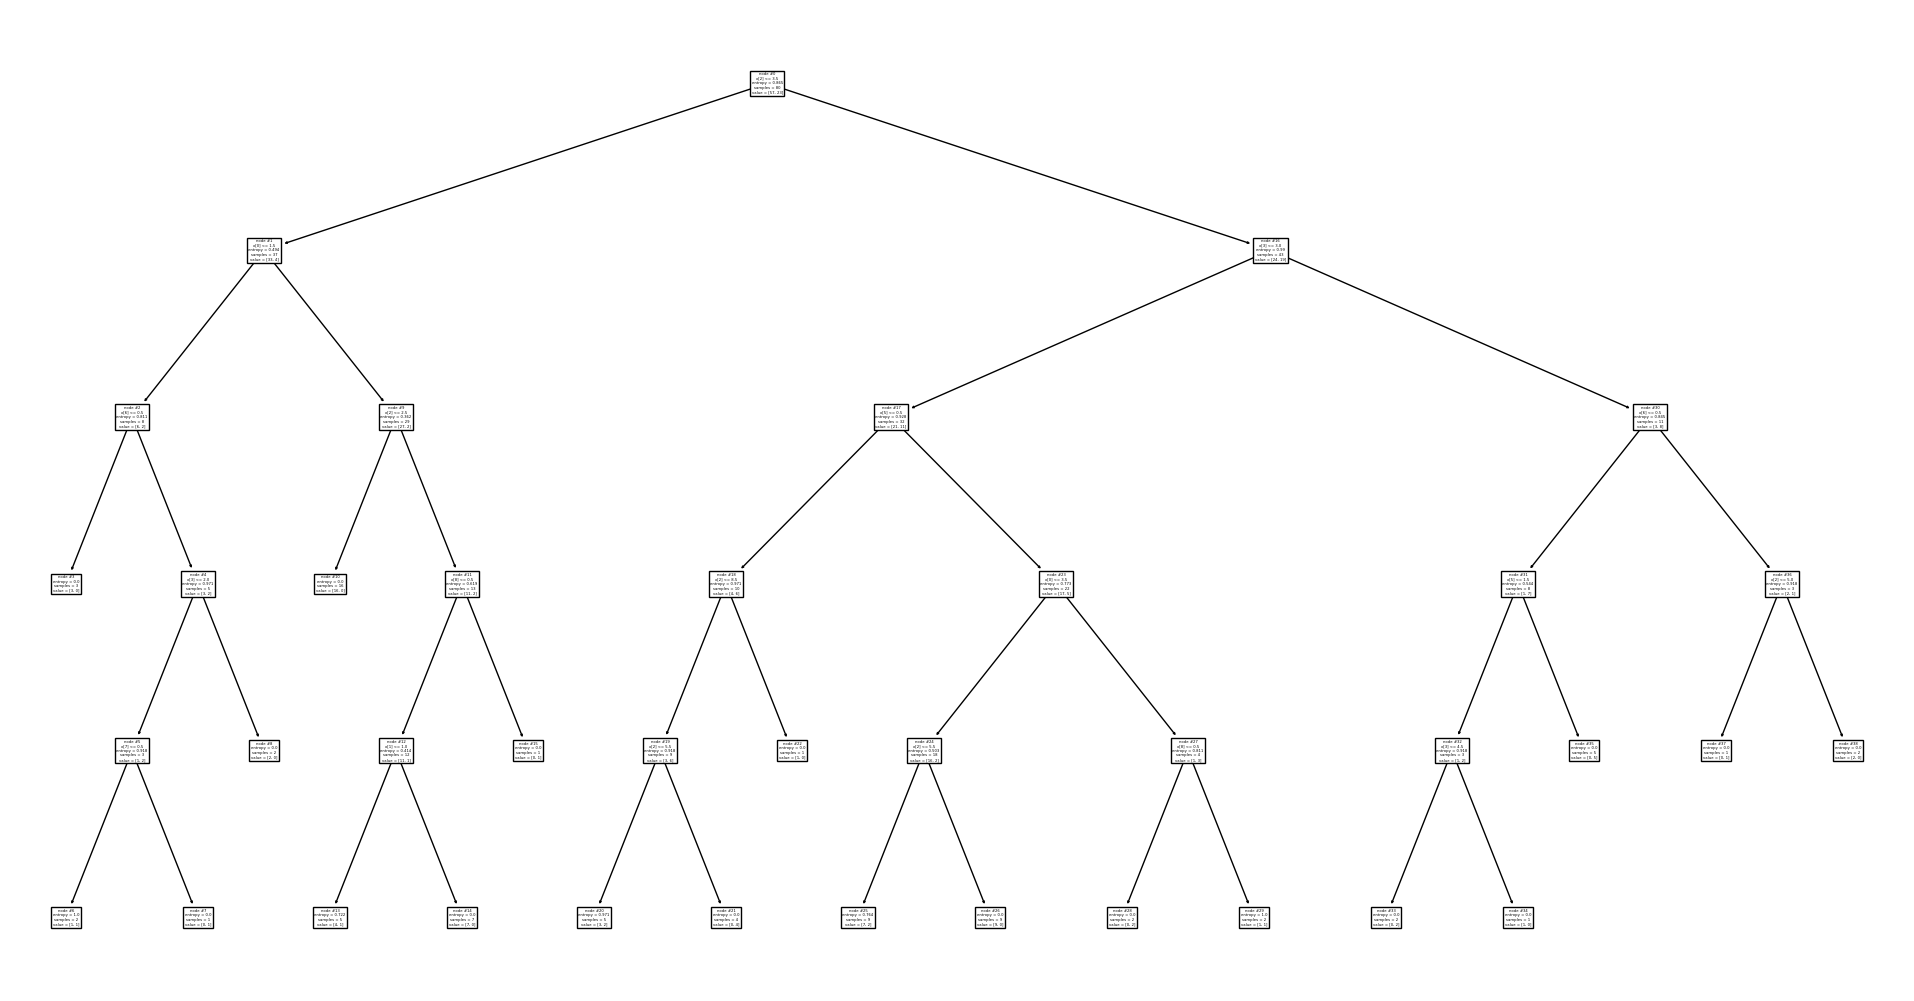 node #0
x[2] <= 3.5
entropy = 0.865
samples = 80
value = [57, 23]
node #1
x[0] <= 1.5
entropy = 0.494
samples = 37
value = [33, 4]
node #16
x[3] <= 3.0
entropy = 0.99
samples = 43
value = [24, 19]
node #2
x[6] <= 0.5
entropy = 0.811
samples = 8
value = [6, 2]
node #9
x[2] <= 2.5
entropy = 0.362
samples = 29
value = [27, 2]
node #17
x[5] <= 0.5
entropy = 0.928
samples = 32
value = [21, 11]
node #30
x[6] <= 0.5
entropy = 0.845
samples = 11
value = [3, 8]
node #3
entropy = 0.0
samples = 3
value = [3, 0]
node #4
x[3] <= 2.0
entropy = 0.971
samples = 5
value = [3, 2]
node #10
entropy = 0.0
samples = 16
value = [16, 0]
node #11
x[8] <= 0.5
entropy = 0.619
samples = 13
value = [11, 2]
node #18
x[2] <= 8.5
entropy = 0.971
samples = 10
value = [4, 6]
node #23
x[0] <= 3.5
entropy = 0.773
samples = 22
value = [17, 5]
node #31
x[5] <= 1.5
entropy = 0.544
samples = 8
value = [1, 7]
node #36
x[2] <= 5.0
entropy = 0.918
samples = 3
value = [2, 1]
node #5
x[7] <= 0.5
entropy = 0.918
samples = 3
value = [1, 2]
node #8
entropy = 0.0
samples = 2
value = [2, 0]
node #12
x[1] <= 1.0
entropy = 0.414
samples = 12
value = [11, 1]
node #15
entropy = 0.0
samples = 1
value = [0, 1]
node #19
x[2] <= 5.5
entropy = 0.918
samples = 9
value = [3, 6]
node #22
entropy = 0.0
samples = 1
value = [1, 0]
node #24
x[2] <= 5.5
entropy = 0.503
samples = 18
value = [16, 2]
node #27
x[8] <= 0.5
entropy = 0.811
samples = 4
value = [1, 3]
node #32
x[3] <= 4.5
entropy = 0.918
samples = 3
value = [1, 2]
node #35
entropy = 0.0
samples = 5
value = [0, 5]
node #37
entropy = 0.0
samples = 1
value = [0, 1]
node #38
entropy = 0.0
samples = 2
value = [2, 0]
node #6
entropy = 1.0
samples = 2
value = [1, 1]
node #7
entropy = 0.0
samples = 1
value = [0, 1]
node #13
entropy = 0.722
samples = 5
value = [4, 1]
node #14
entropy = 0.0
samples = 7
value = [7, 0]
node #20
entropy = 0.971
samples = 5
value = [3, 2]
node #21
entropy = 0.0
samples = 4
value = [0, 4]
node #25
entropy = 0.764
samples = 9
value = [7, 2]
node #26
entropy = 0.0
samples = 9
value = [9, 0]
node #28
entropy = 0.0
samples = 2
value = [0, 2]
node #29
entropy = 1.0
samples = 2
value = [1, 1]
node #33
entropy = 0.0
samples = 2
value = [0, 2]
node #34
entropy = 0.0
samples = 1
value = [1, 0]